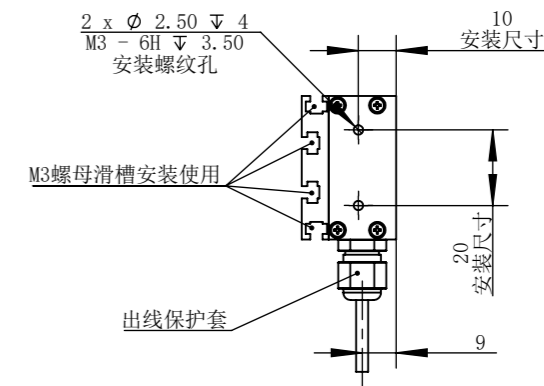 2 x ϕ 2.50 ↧ 4
M3 - 6H ↧ 3.50
安装螺纹孔
10
安装尺寸
M3螺母滑槽安装使用
20
安装尺寸
出线保护套
9